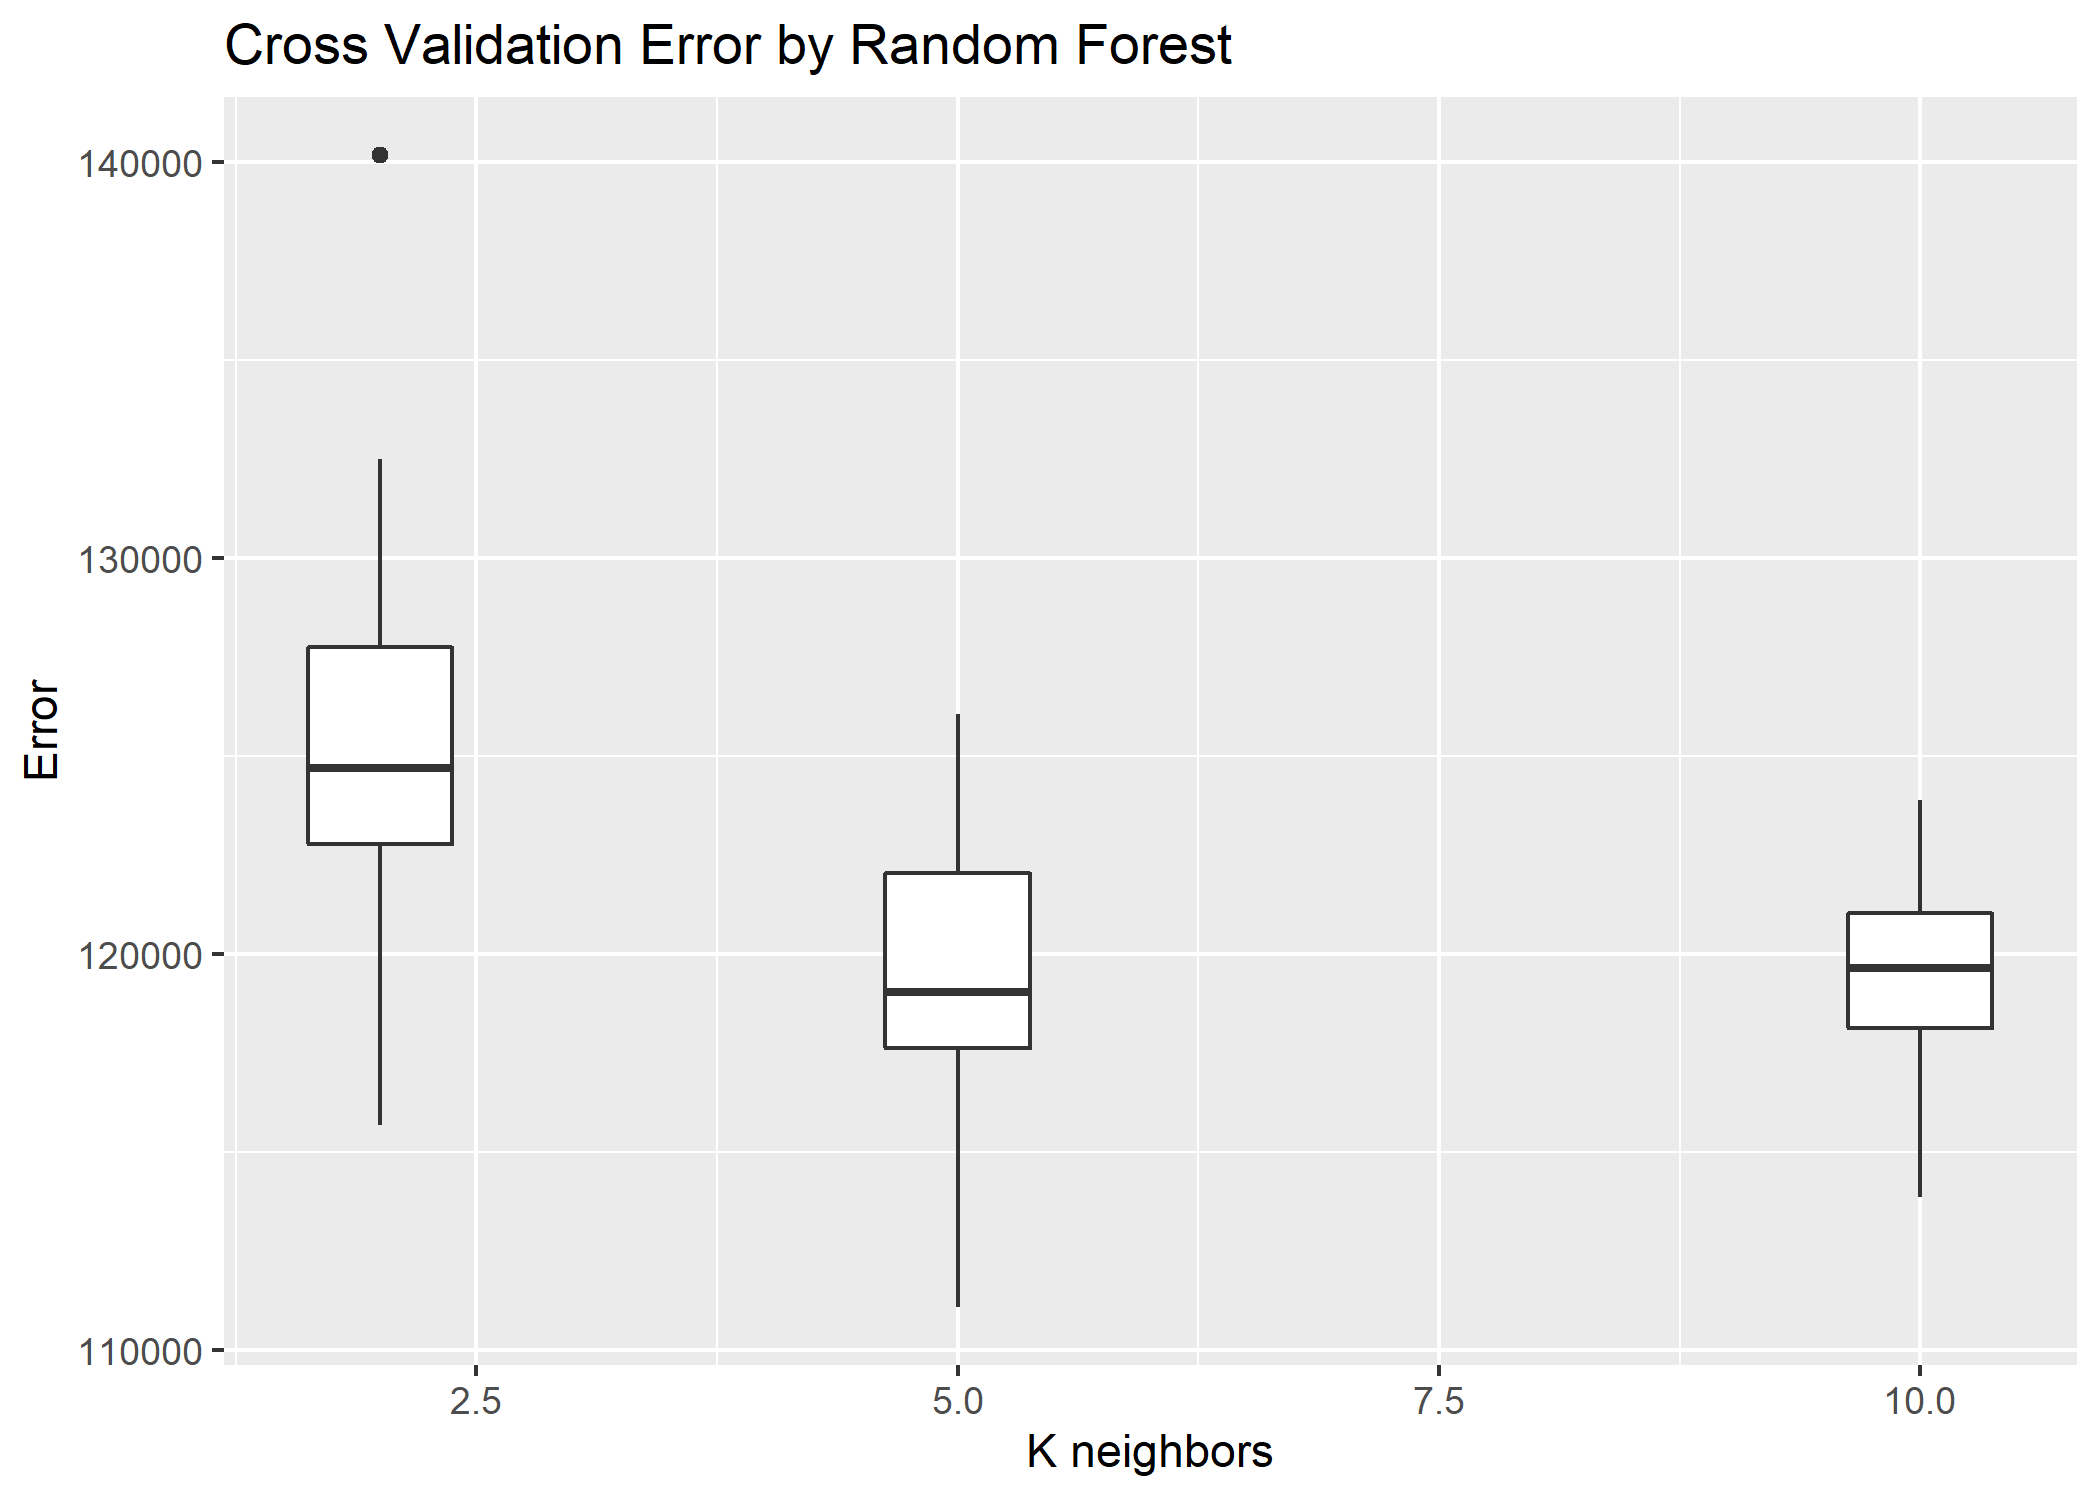 Cross Validation Error by Random Forest
140000
130000
120000
110000
Error
2.5 5.0 7.5 10.0
K neighbors